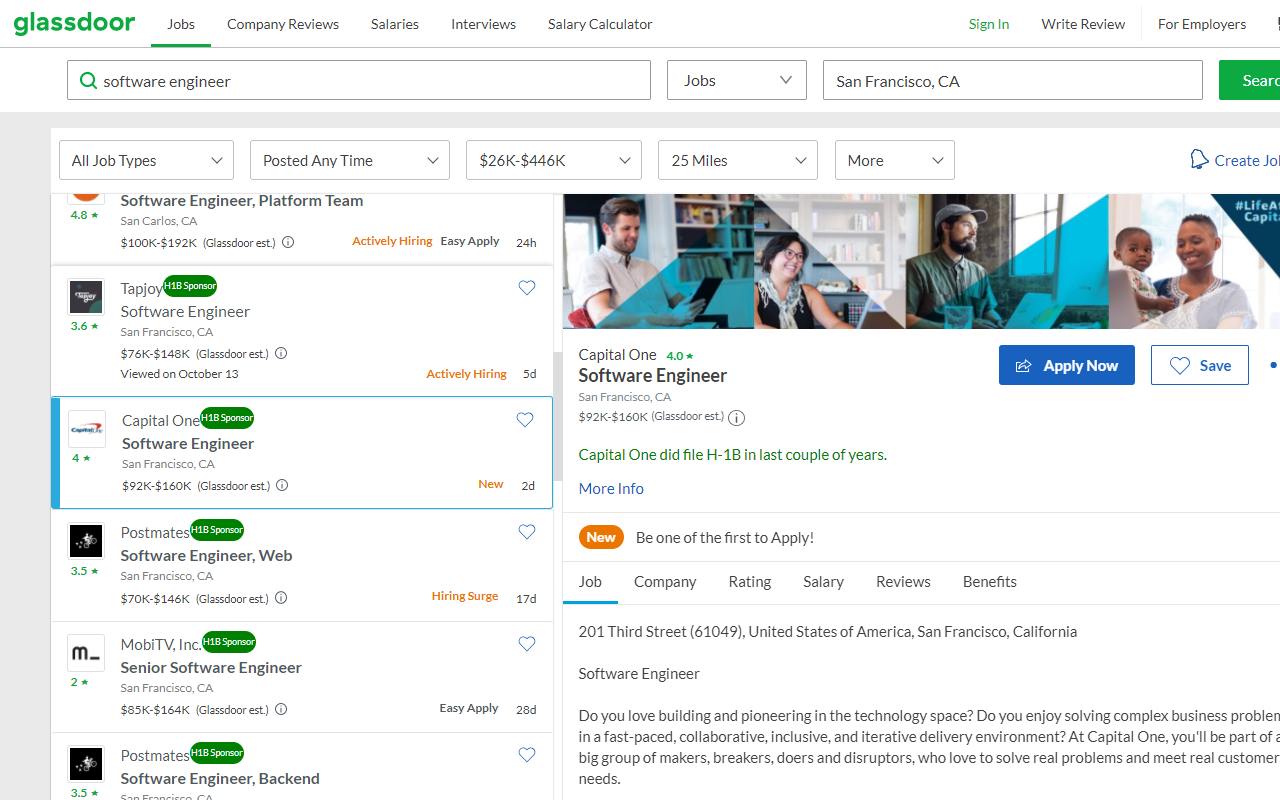 glassdoor Jobs Company Reviews Salaries Interviews Salary Calculator Sign In Write Review For Employers
software engineer Jobs San Francisco, CA
All Job Types Posted Any Time $26K-$446K 25 Miles More
Software Engineer, Platform Team
4.8 ★ San Carlos, CA
$100K-$192K (Glassdoor est.) Actively Hiring Easy Apply 24h
Tapjoy H1B Sponsor
Software Engineer
3.6 ★ San Francisco, CA
$76K-$148K (Glassdoor est.)
Viewed on October 13 Actively Hiring 5d
Capital One H1B Sponsor
Software Engineer
4 ★ San Francisco, CA
$92K-$160K (Glassdoor est.) New 2d
Postmates H1B Sponsor
Software Engineer, Web
3.5 ★ San Francisco, CA
$70K-$146K (Glassdoor est.) Hiring Surge 17d
MobiTV, Inc. H1B Sponsor
m_ Senior Software Engineer
2 ★ San Francisco, CA
$85K-$164K (Glassdoor est.) Easy Apply 28d
Postmates H1B Sponsor
Software Engineer, Backend
3.5 ★ San Francisco, CA
Capital One 4.0 ★
Software Engineer
San Francisco, CA
$92K-$160K (Glassdoor est.)
Apply Now Save
Capital One did file H-1B in last couple of years.
More Info
New Be one of the first to Apply!
Job Company Rating Salary Reviews Benefits
201 Third Street (61049), United States of America, San Francisco, California
Software Engineer
Do you love building and pioneering in the technology space? Do you enjoy solving complex business
in a fast-paced, collaborative, inclusive, and iterative delivery environment? At Capital One, you'll be part of a
big group of makers, breakers, doers and disruptors, who love to solve real problems and meet real customer
needs.